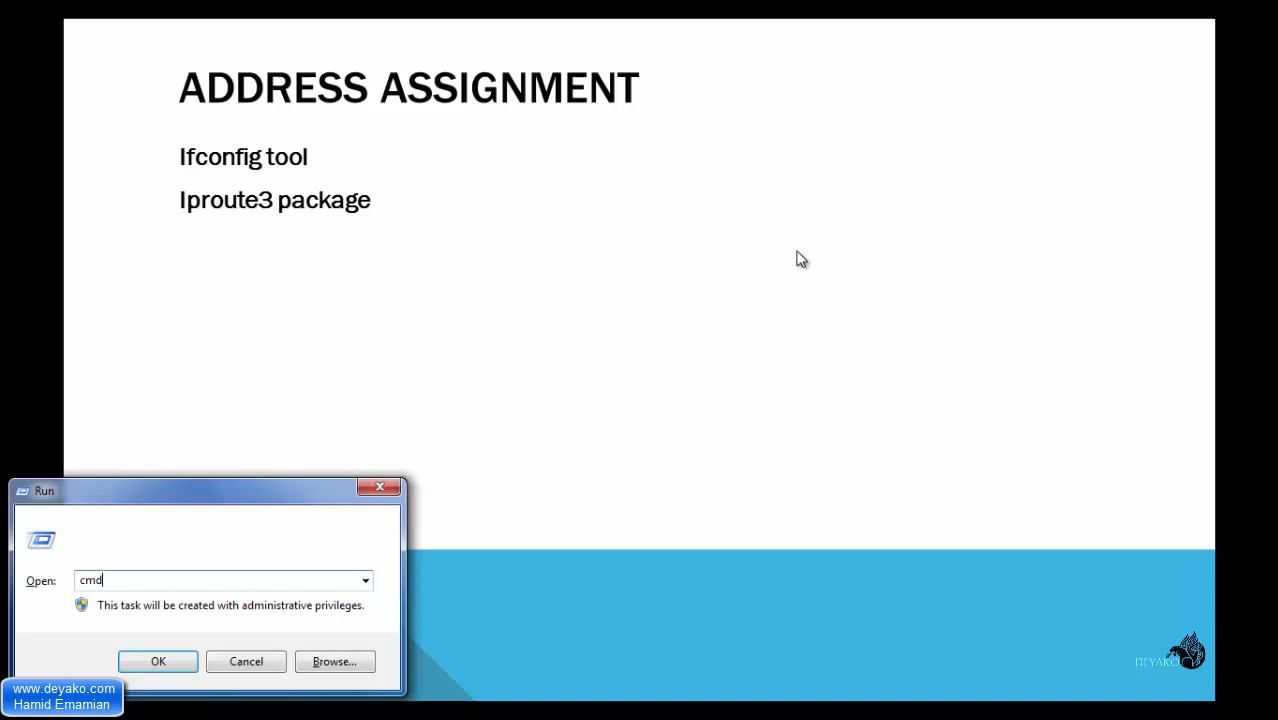 ADDRESS ASSIGNMENT
Ifconfig tool
Iproute3 package
Run
Open:
cmd
This task will be created with administrative privileges.
OK
Cancel
Browse...
www.deyako.com
Hamid Emamian
DEYAKO